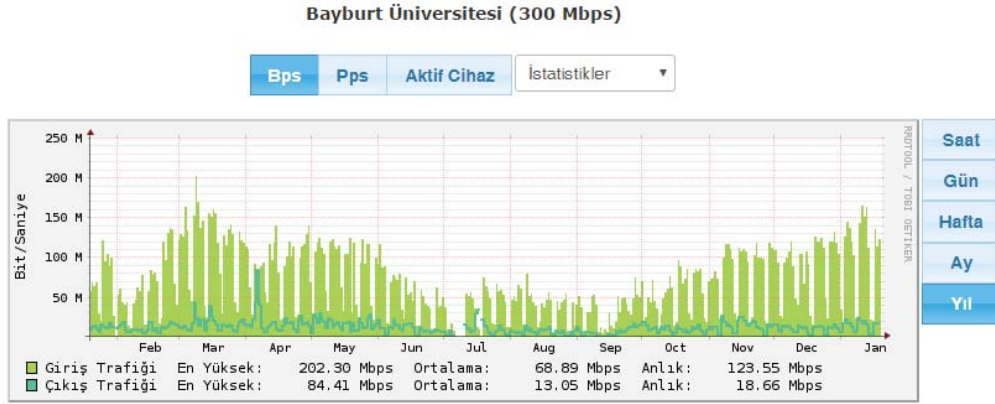 Bayburt Üniversitesi (300 Mbps)
Bps Pps Aktif Cihaz İstatistikler
250 M
200 M
150 M
100 M
50 M
Bit/Saniye
Feb Mar Apr May Jun Jul Aug Sep Oct Nov Dec Jan
Giriş Trafiği En Yüksek: 202.30 Mbps Ortalama: 68.89 Mbps Anlık: 123.55 Mbps
Çıkış Trafiği En Yüksek: 84.41 Mbps Ortalama: 13.05 Mbps Anlık: 18.66 Mbps
RRDTOOL / TOBI OETIKER
Saat
Gün
Hafta
Ay
Yıl